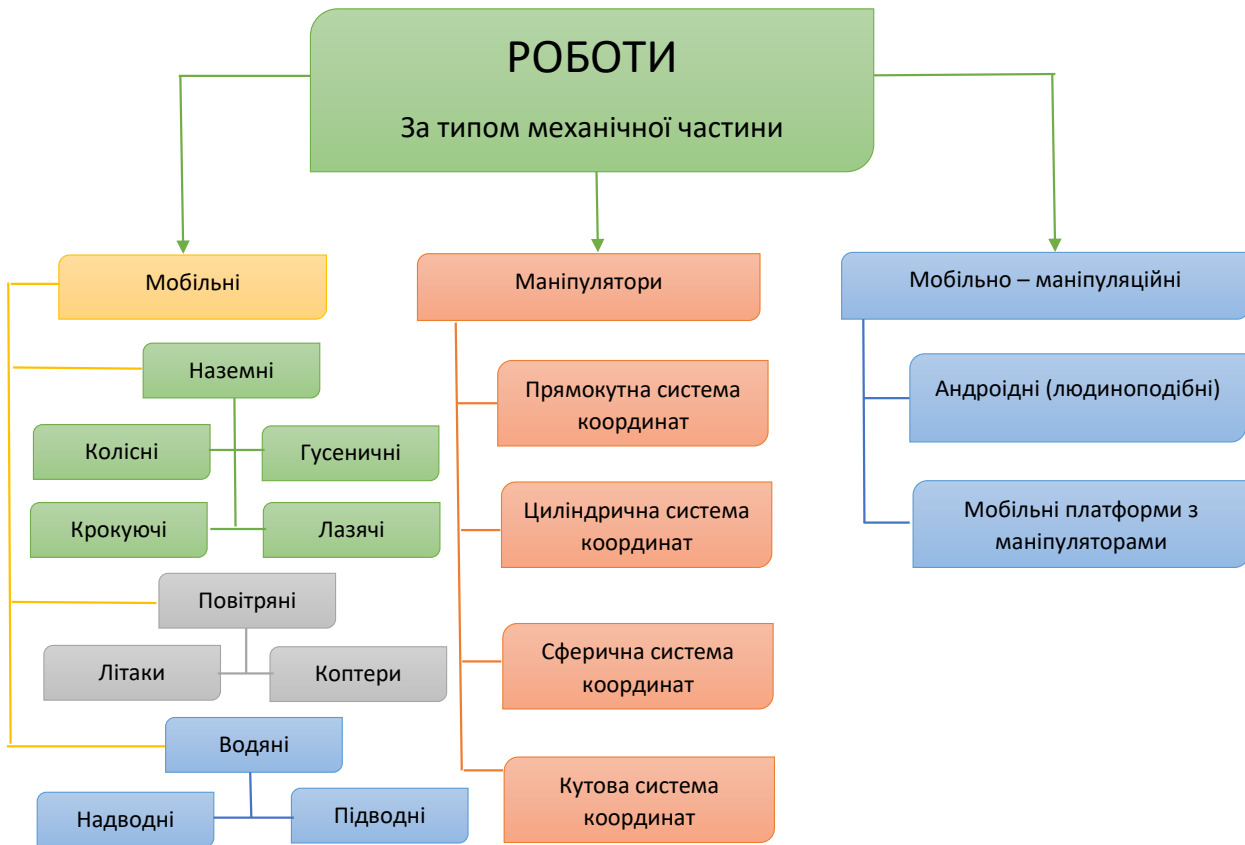 РОБОТИ
За типом механічної частини
Мобільні
Наземні
Колісні
Гусеничні
Крокуючі
Лазячі
Повітряні
Літаки
Коптери
Водяні
Надводні
Підводні
Маніпулятори
Прямокутна система
координат
Циліндрична система
координат
Сферична система
координат
Кутова система
координат
Мобільно – маніпуляційні
Андроідні (людиноподібні)
Мобільні платформи з
маніпуляторами